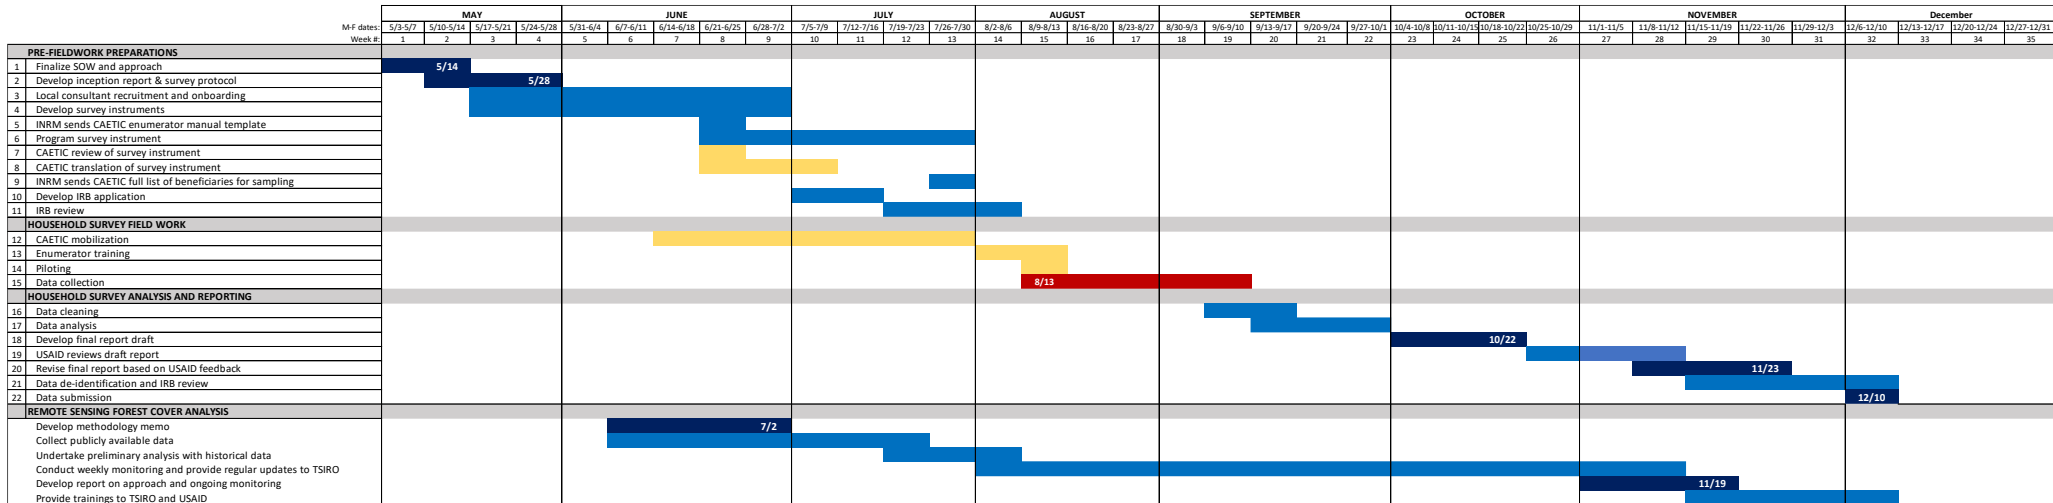 MAY JUNE JULY AUGUST SEPTEMBER OCTOBER NOVEMBER December
M-F dates: 5/3-5/7 5/10-5/14 5/17-5/21 5/24-5/28 5/31-6/4 6/7-6/11 6/14-6/18 6/21-6/25 6/28-7/2 7/5-7/9 7/12-7/16 7/19-7/23 7/26-7/30 8/2-8/6 8/9-8/13 8/16-8/20 8/23-8/27 8/30-9/3 9/6-9/10 9/13-9/17 9/20-9/24 9/27-10/1 10/4-10/8 10/11-10/15 10/18-10/22 10/25-10/29 11/1-11/5 11/8-11/12 11/15-11/19 11/22-11/26 11/29-12/3 12/6-12/10 12/13-12/17 12/20-12/24 12/27-12/31
Week #: 1 2 3 4 5 6 7 8 9 10 11 12 13 14 15 16 17 18 19 20 21 22 23 24 25 26 27 28 29 30 31 32 33 34 35
PRE-FIELDWORK PREPARATIONS
1 Finalize SOW and approach 5/14
2 Develop inception report & survey protocol 5/28
3 Local consultant recruitment and onboarding
4 Develop survey instruments
5 INRM sends CAETIC enumerator manual template
6 Program survey instrument
7 CAETIC review of survey instrument
8 CAETIC translation of survey instrument
9 INRM sends CAETIC full list of beneficiaries for sampling
10 Develop IRB application
11 IRB review
HOUSEHOLD SURVEY FIELD WORK
12 CAETIC mobilization
13 Enumerator training
14 Piloting
15 Data collection 8/13
HOUSEHOLD SURVEY ANALYSIS AND REPORTING
16 Data cleaning
17 Data analysis
18 Develop final report draft 10/22
19 USAID reviews draft report
20 Revise final report based on USAID feedback 11/23
21 Data de-identification and IRB review
22 Data submission 12/10
REMOTE SENSING FOREST COVER ANALYSIS
Develop methodology memo 7/2
Collect publicly available data
Undertake preliminary analysis with historical data
Conduct weekly monitoring and provide regular updates to TSIRO
Develop report on approach and ongoing monitoring 11/19
Provide trainings to TSIRO and USAID